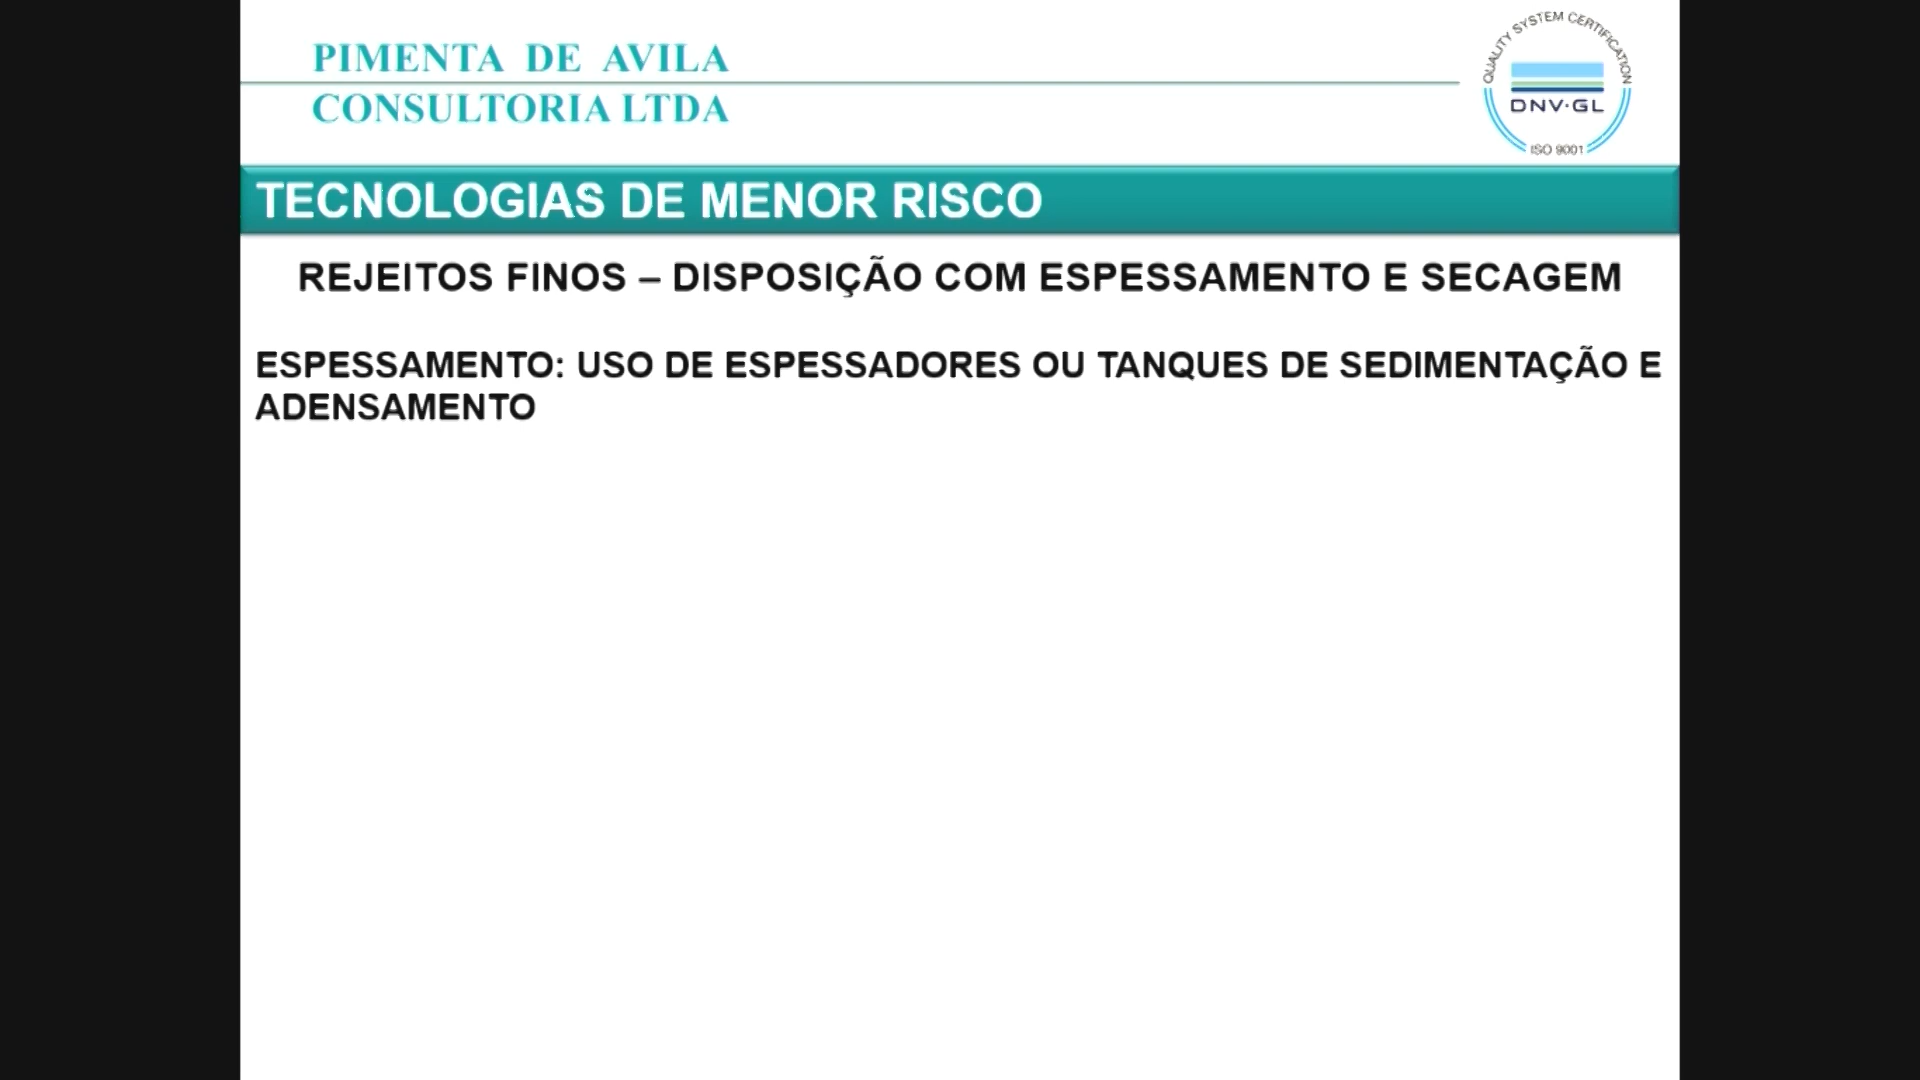 PIMENTA DE AVILA
CONSULTORIA LTDA
QUALITY SYSTEM CERTIFICATION
DNV·GL
ISO 9001
TECNOLOGIAS DE MENOR RISCO
REJEITOS FINOS – DISPOSIÇÃO COM ESPESSAMENTO E SECAGEM
ESPESSAMENTO: USO DE ESPESSADORES OU TANQUES DE SEDIMENTAÇÃO E
ADENSAMENTO